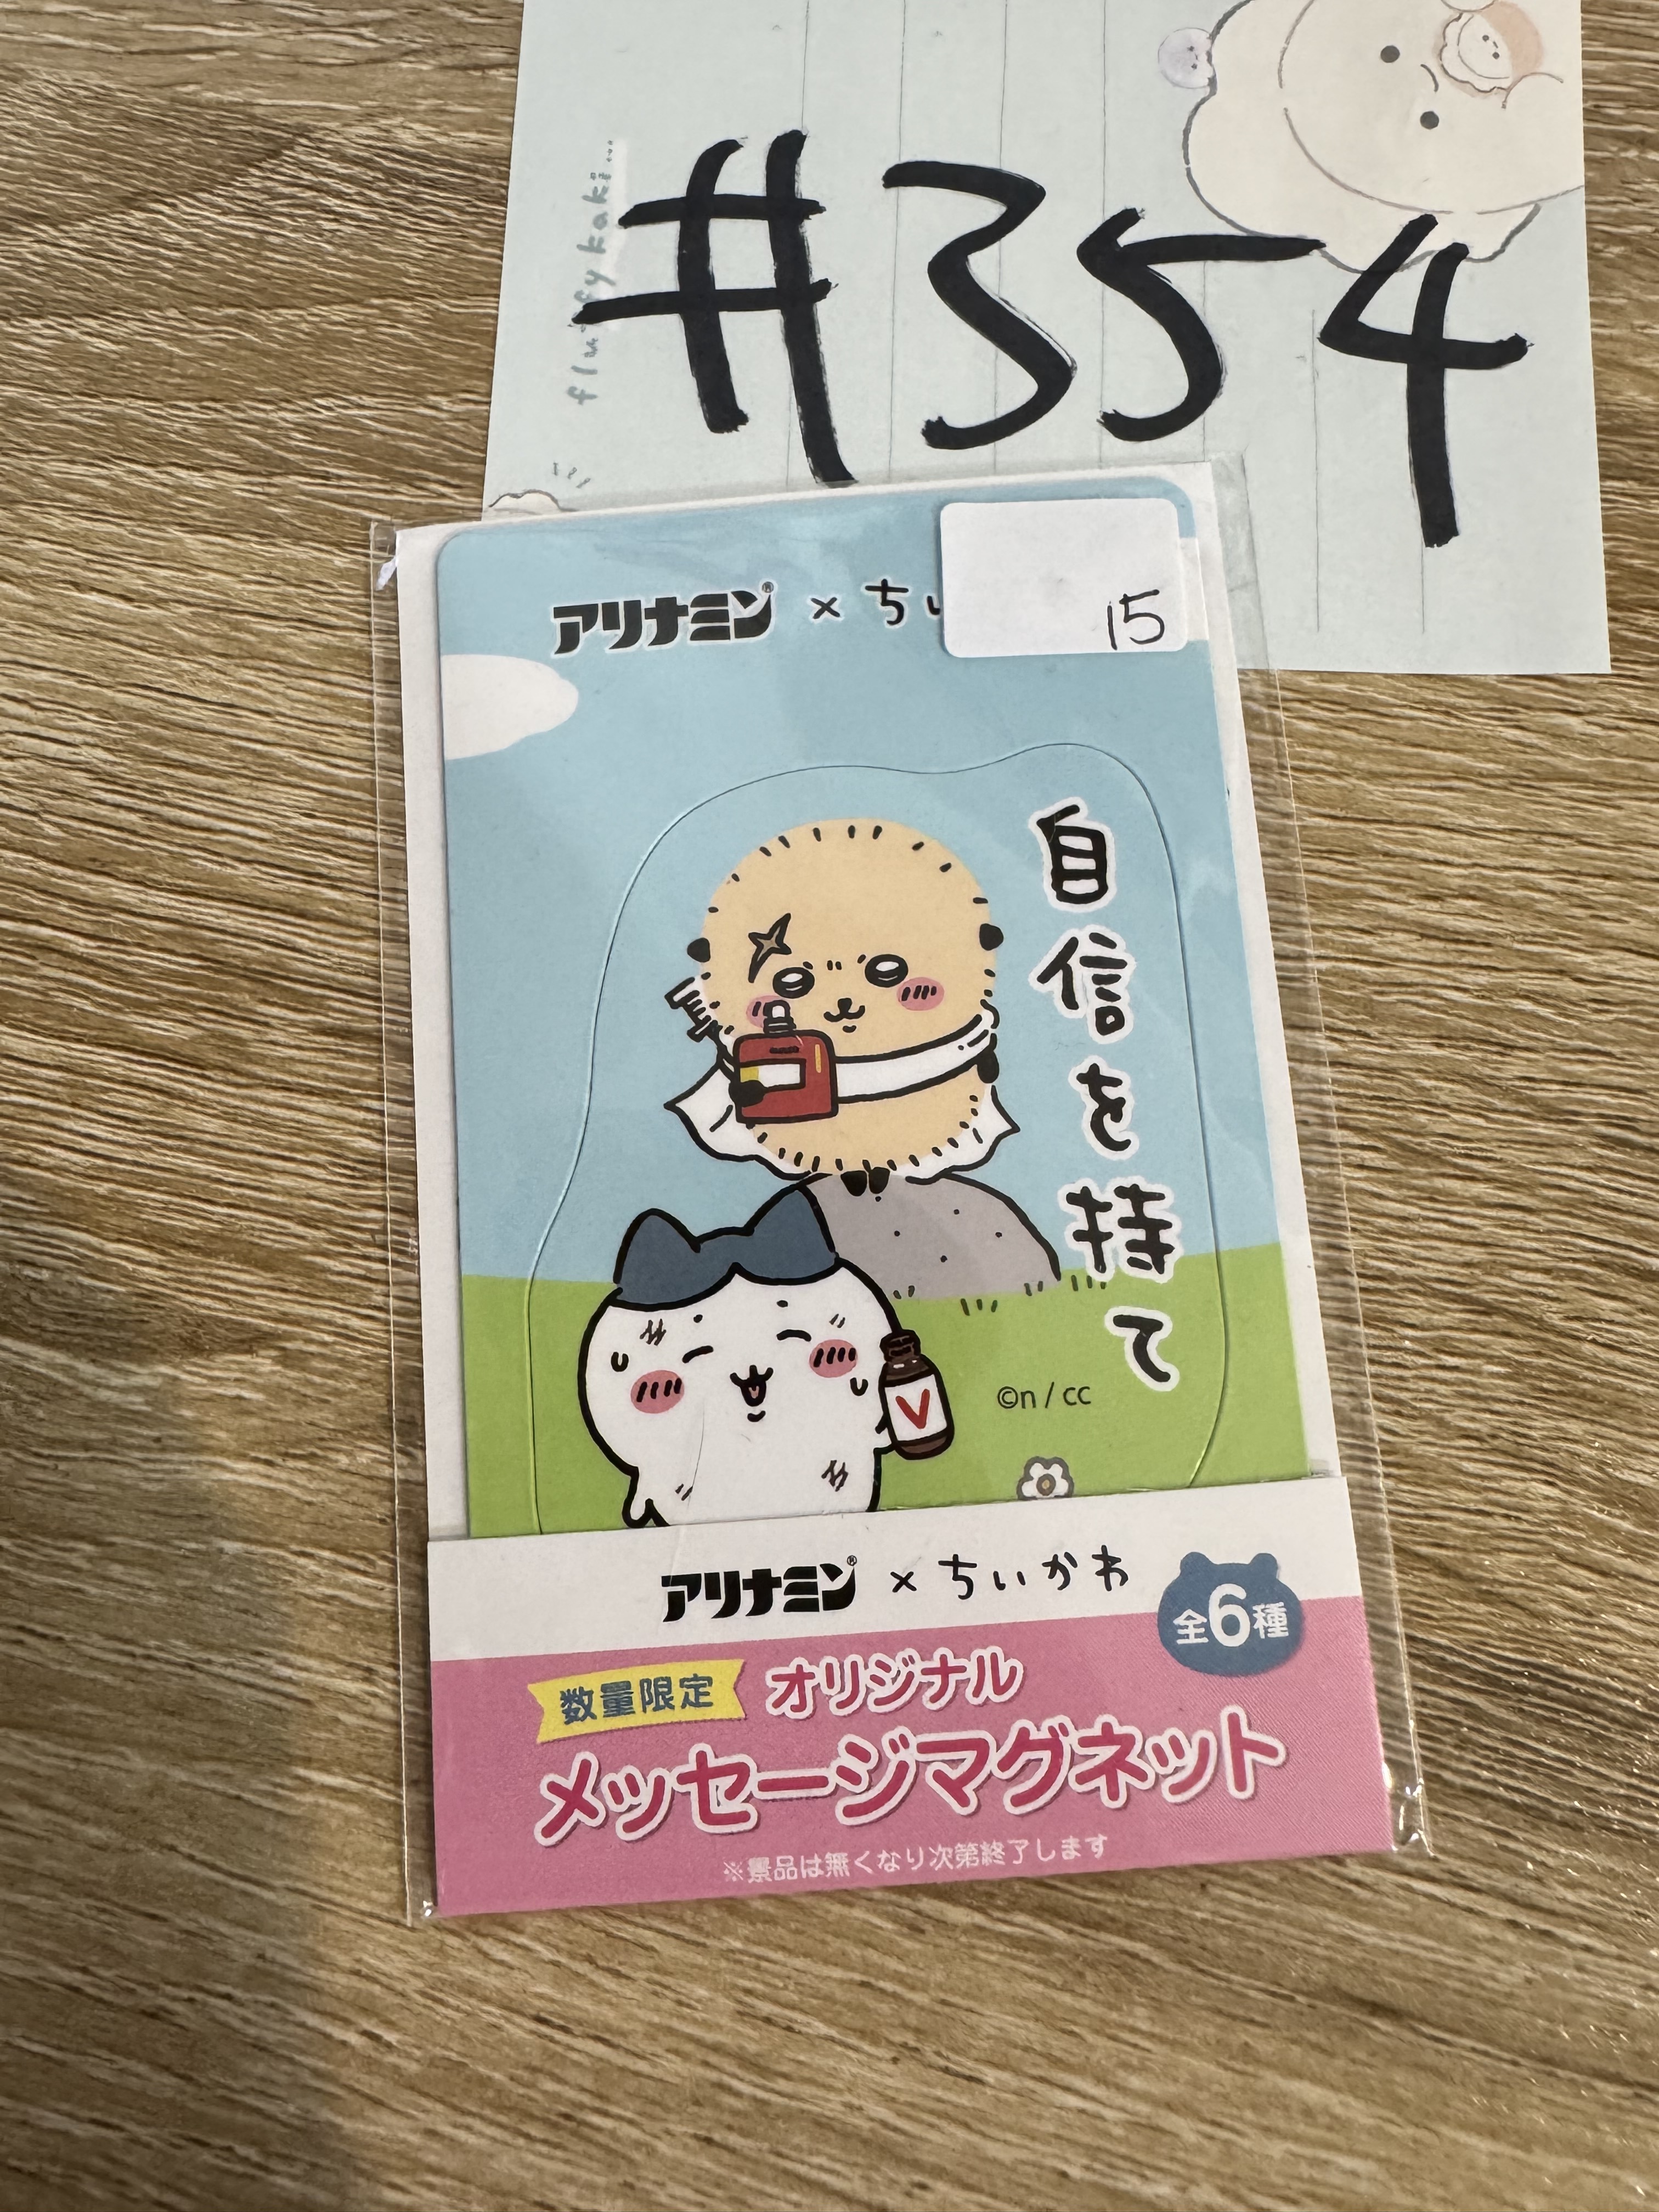 fluffy kaki...
#354
アリナミン® × ちい
15
自信を持て
©n / cc
V
アリナミン® × ちいかわ
全6種
数量限定 オリジナル
メッセージマグネット
※景品は無くなり次第終了します